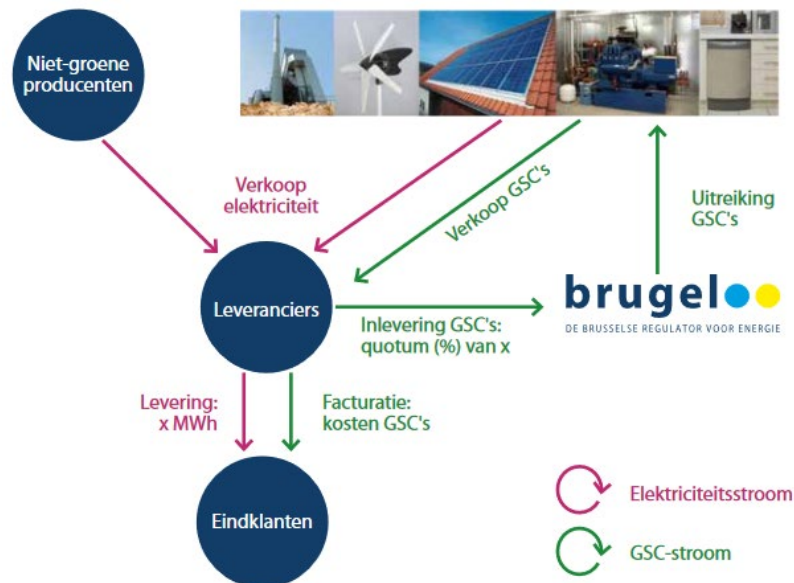 Niet-groene
producenten
Verkoop
elektriciteit
Verkoop GSC's
Uitreiking
GSC's
Leveranciers
Inlevering GSC's:
quotum (%) van x
brugel
DE BRUSSELSE REGULATOR VOOR ENERGIE
Levering:
x MWh
Facturatie:
kosten GSC's
Eindklanten
Elektriciteitsstroom
GSC-stroom